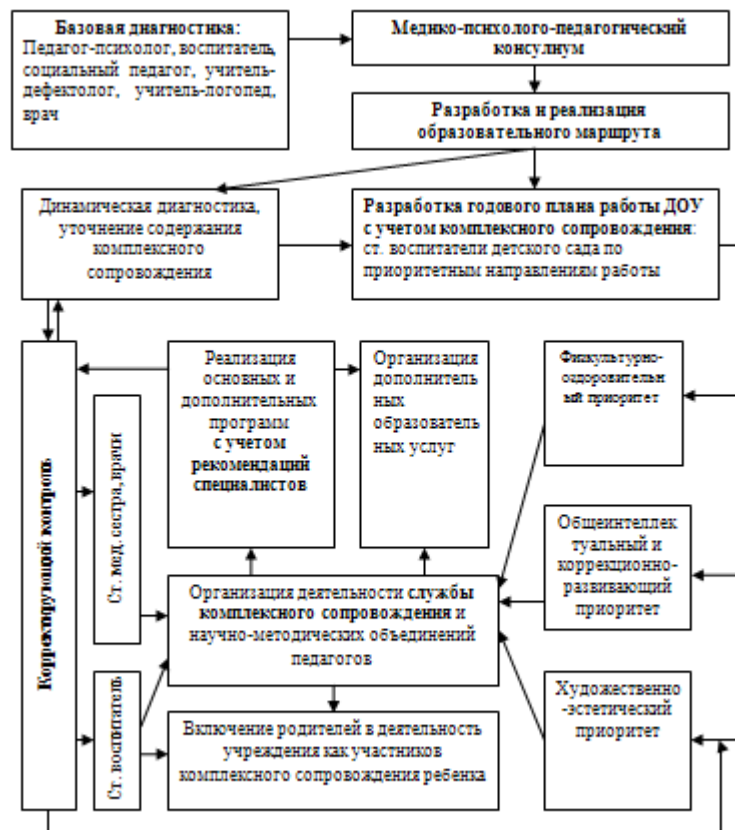 Базовая диагностика:
Педагог-психолог, воспитатель,
социальный педагог, учитель-
дефектолог, учитель-логопед,
врач
Медико-психолого-педагогический
консилиум
Разработка и реализация
образовательного маршрута
Динамическая диагностика,
уточнение содержания
комплексного
сопровождения
Разработка годового плана работы ДОУ
с учетом комплексного сопровождения:
ст. воспитатели детского сада по
приоритетным направлениям работы
Корректирующий контроль
Ст. мед. сестра, врачи
Ст. воспитатель
Реализация
основных и
дополнительных
программ
с учетом
рекомендаций
специалистов
Организация
дополнитель
ных
образователь
ных услуг
Физкультурно-
оздоровительн
ый приоритет
Общеинтеллек
туальный и
коррекционно-
развивающий
приоритет
Организация деятельности службы
комплексного сопровождения и
научно-методических объединений
педагогов
Художественно
-эстетический
приоритет
Включение родителей в деятельность
учреждения как участников
комплексного сопровождения ребенка